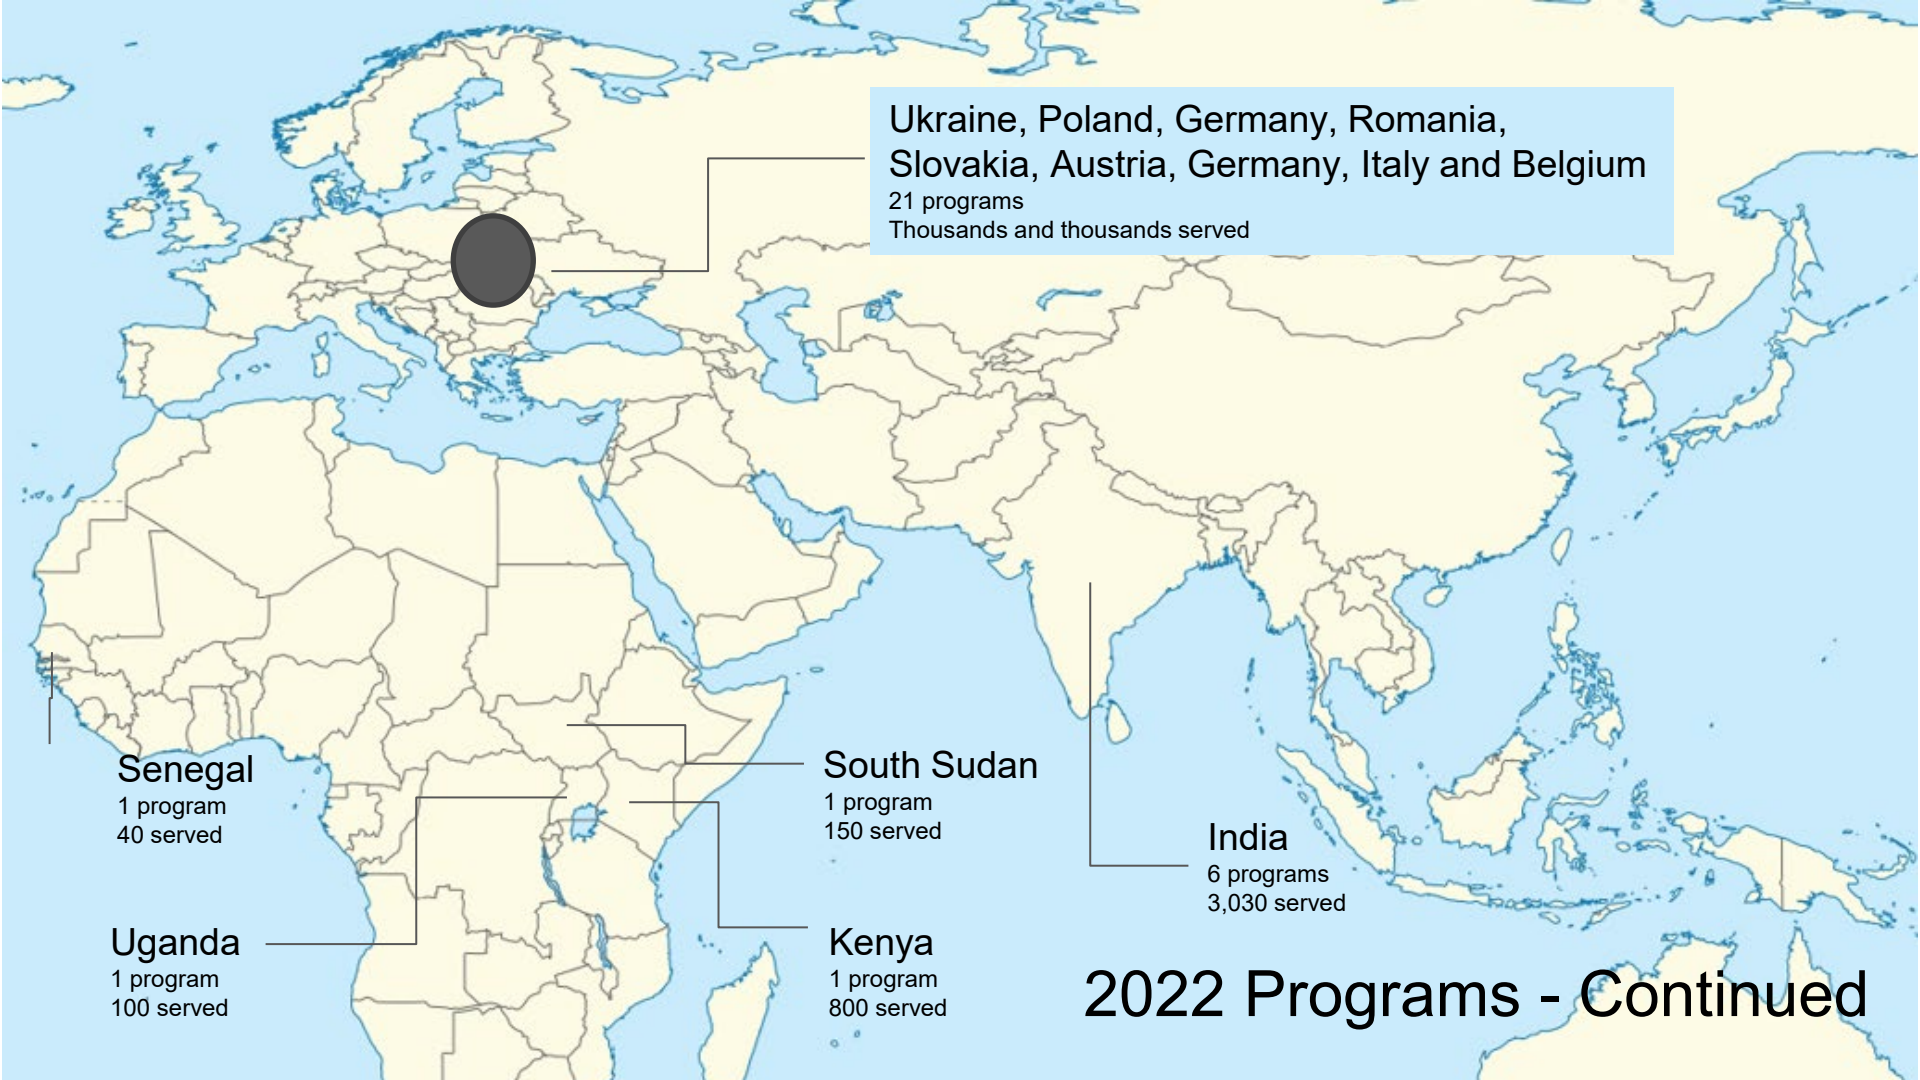 Ukraine, Poland, Germany, Romania,
Slovakia, Austria, Germany, Italy and Belgium
21 programs
Thousands and thousands served
Senegal
1 program
40 served
South Sudan
1 program
150 served
India
6 programs
3,030 served
Uganda
1 program
100 served
Kenya
1 program
800 served
2022 Programs - Continued